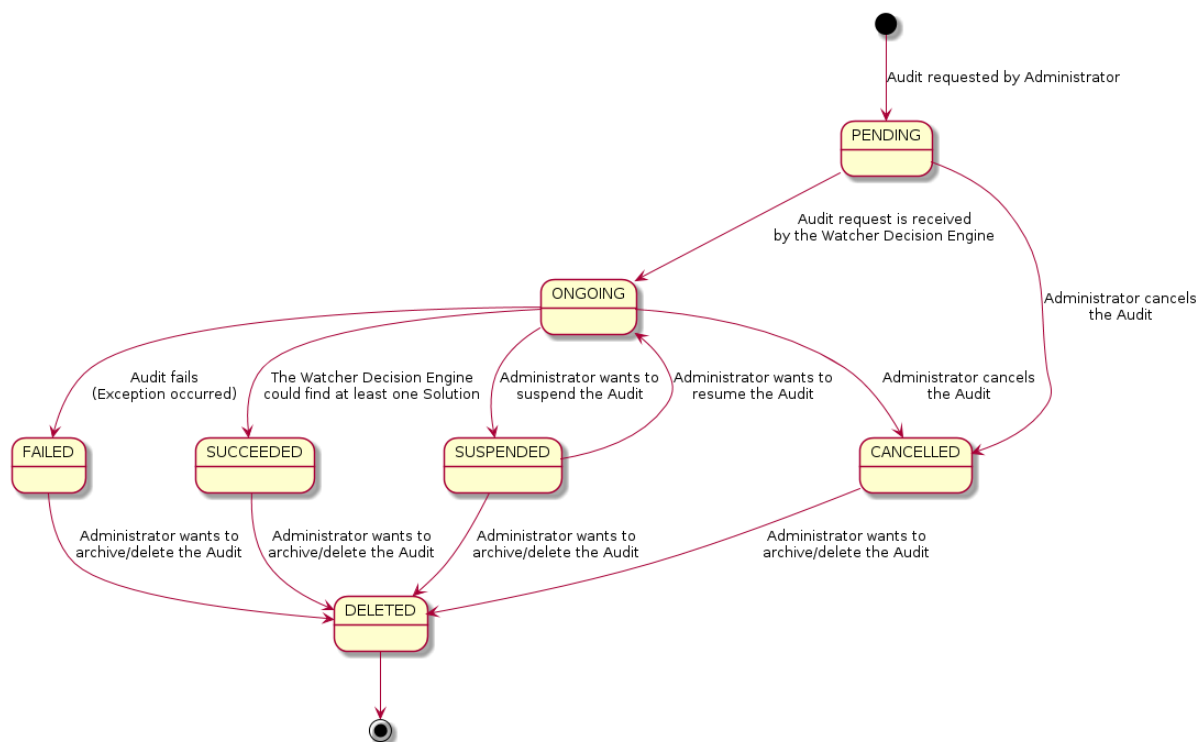 Audit requested by Administrator
PENDING
Audit request is received
by the Watcher Decision Engine
Administrator cancels
the Audit
ONGOING
Audit fails
(Exception occurred)
The Watcher Decision Engine
could find at least one Solution
Administrator wants to
suspend the Audit
Administrator wants to
resume the Audit
Administrator cancels
the Audit
FAILED
SUCCEEDED
SUSPENDED
CANCELLED
Administrator wants to
archive/delete the Audit
Administrator wants to
archive/delete the Audit
Administrator wants to
archive/delete the Audit
Administrator wants to
archive/delete the Audit
DELETED